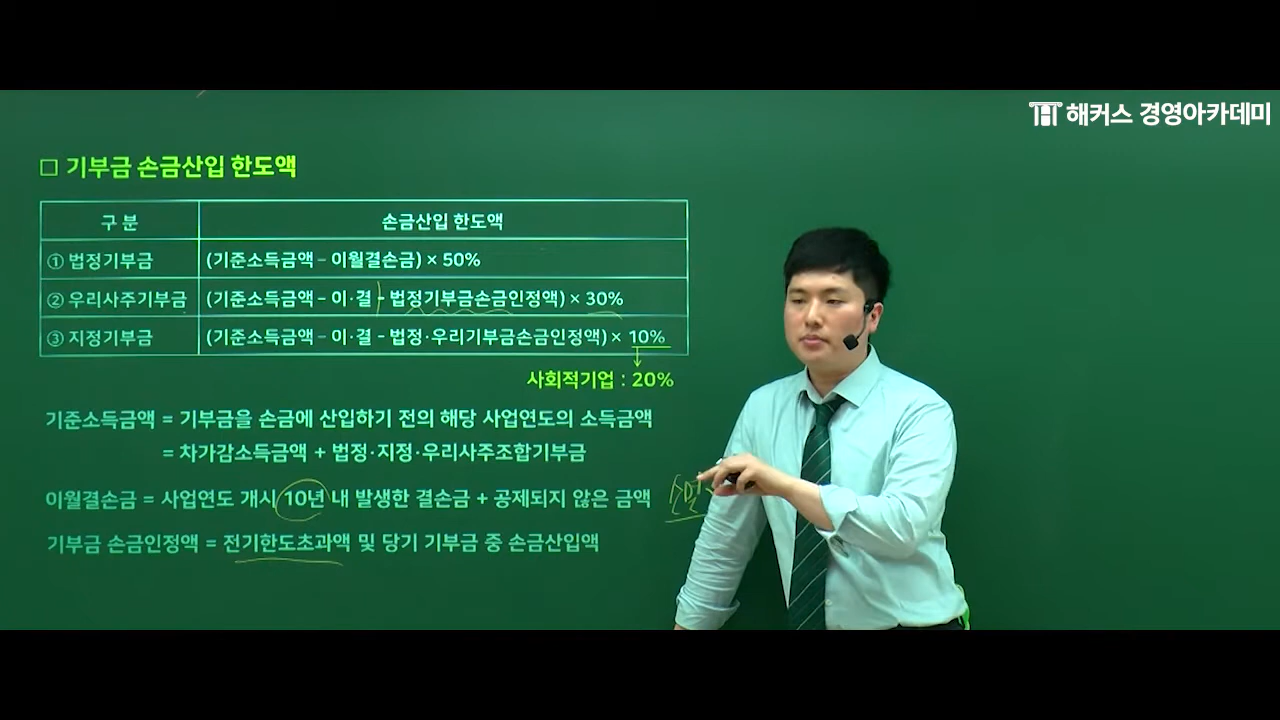 해커스 경영아카데미
□ 기부금 손금산입 한도액
구 분 손금산입 한도액
① 법정기부금 (기준소득금액 - 이월결손금) × 50%
② 우리사주기부금 (기준소득금액 - 이·결 - 법정기부금손금인정액) × 30%
③ 지정기부금 (기준소득금액 - 이·결 - 법정·우리기부금손금인정액) × 10%
사회적기업 : 20%
기준소득금액 = 기부금을 손금에 산입하기 전의 해당 사업연도의 소득금액
= 차가감소득금액 + 법정·지정·우리사주조합기부금
이월결손금 = 사업연도 개시 10년 내 발생한 결손금 + 공제되지 않은 금액
기부금 손금인정액 = 전기한도초과액 및 당기 기부금 중 손금산입액